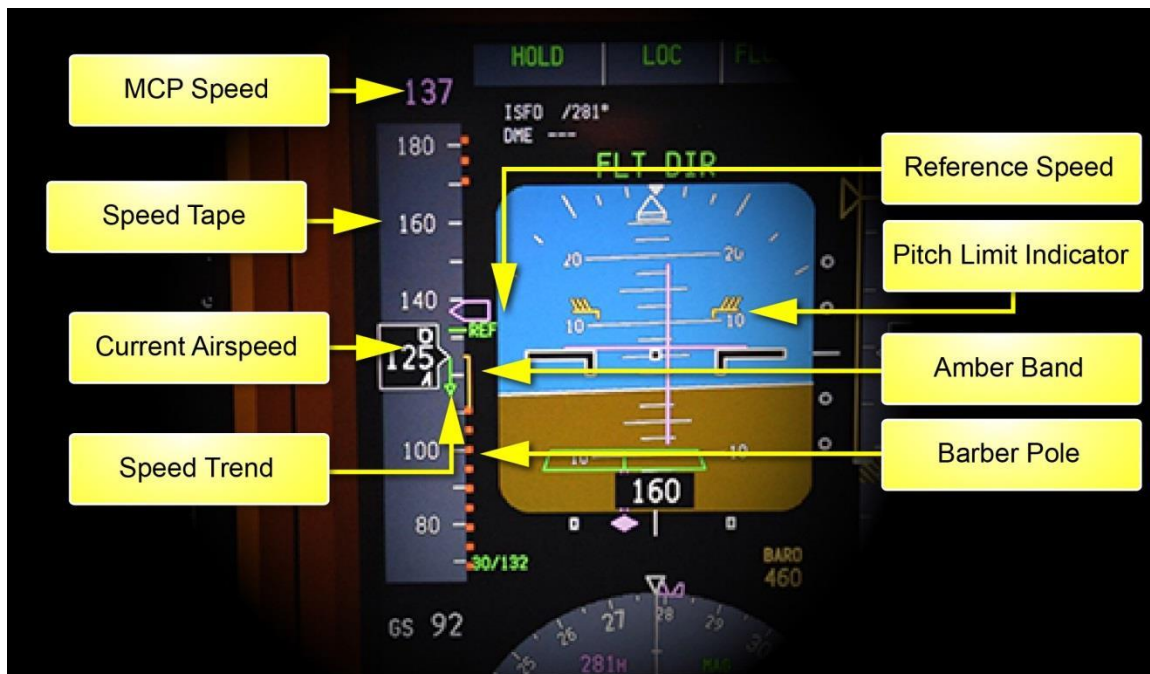 HOLD LOC
MCP Speed
137
ISFO /281°
DME ---
180
FLT DIR
Reference Speed
Speed Tape
160
20 20
Pitch Limit Indicator
140
10 10
REF
Current Airspeed
125
Amber Band
Speed Trend
100
10 10
Barber Pole
160
80
30/132
BARO
460
GS 92
25 26 27 28 29 30
281H MAG